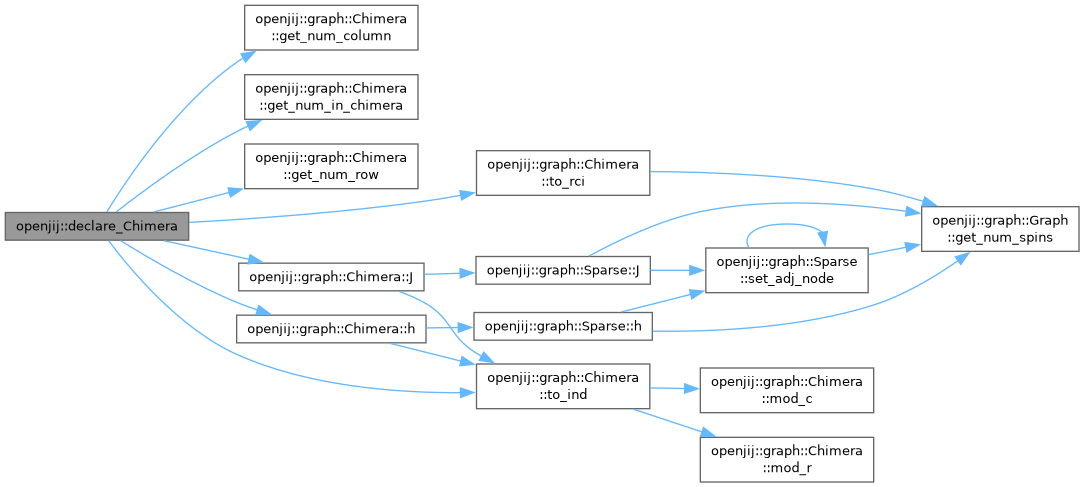 openjij::graph::Chimera
::get_num_column
openjij::graph::Chimera
::get_num_in_chimera
openjij::graph::Chimera
::get_num_row
openjij::declare_Chimera
openjij::graph::Chimera::J
openjij::graph::Chimera::h
openjij::graph::Chimera
::to_rci
openjij::graph::Sparse::J
openjij::graph::Sparse::h
openjij::graph::Chimera
::to_ind
openjij::graph::Sparse
::set_adj_node
openjij::graph::Chimera
::mod_c
openjij::graph::Chimera
::mod_r
openjij::graph::Graph
::get_num_spins